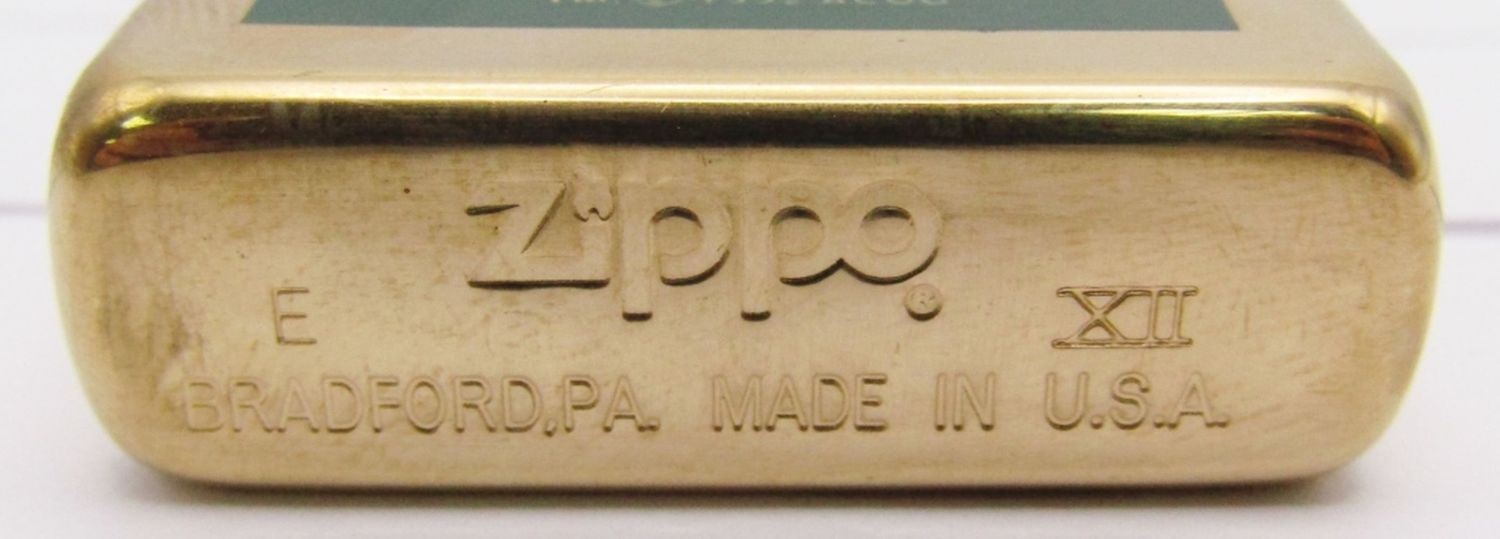 Zippo®
E XII
BRADFORD,PA. MADE IN U.S.A.